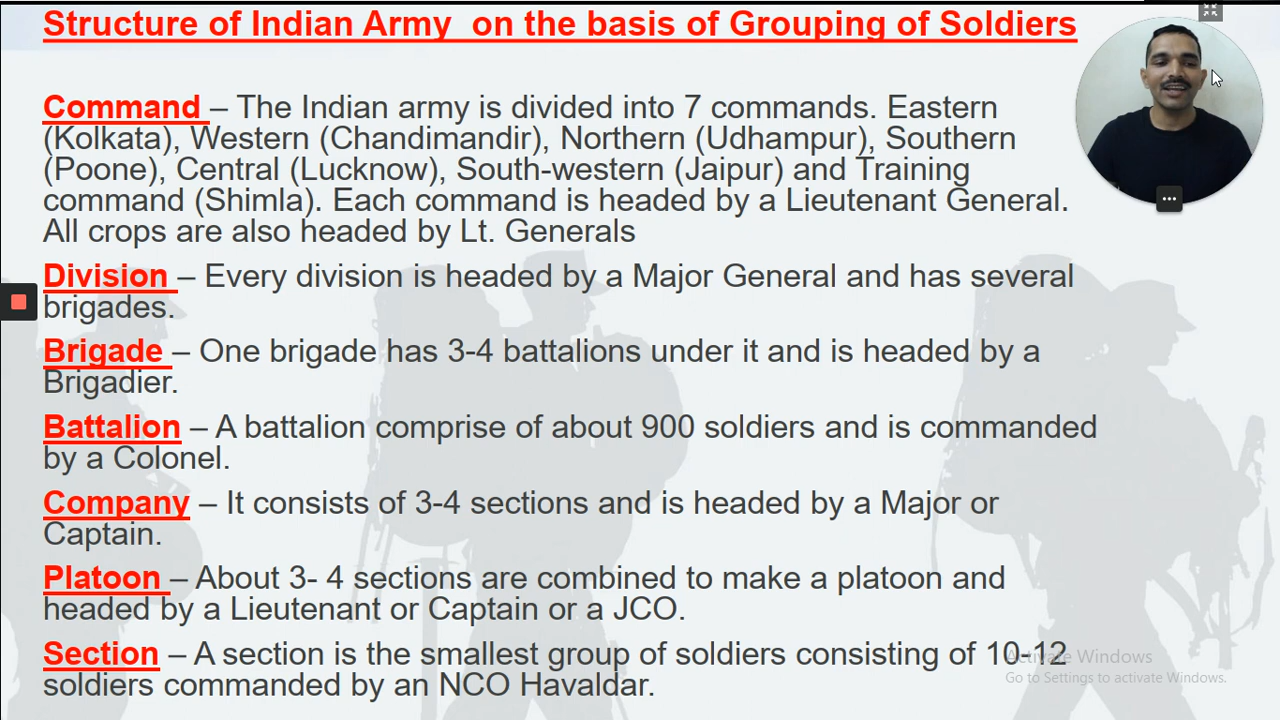 Structure of Indian Army on the basis of Grouping of Soldiers
Command – The Indian army is divided into 7 commands. Eastern
(Kolkata), Western (Chandimandir), Northern (Udhampur), Southern
(Poone), Central (Lucknow), South-western (Jaipur) and Training
command (Shimla). Each command is headed by a Lieutenant General.
All crops are also headed by Lt. Generals
Division – Every division is headed by a Major General and has several
brigades.
Brigade – One brigade has 3-4 battalions under it and is headed by a
Brigadier.
Battalion – A battalion comprise of about 900 soldiers and is commanded
by a Colonel.
Company – It consists of 3-4 sections and is headed by a Major or
Captain.
Platoon – About 3- 4 sections are combined to make a platoon and
headed by a Lieutenant or Captain or a JCO.
Section – A section is the smallest group of soldiers consisting of 10-12
soldiers commanded by an NCO Havaldar.
Activate Windows
Go to Settings to activate Windows.